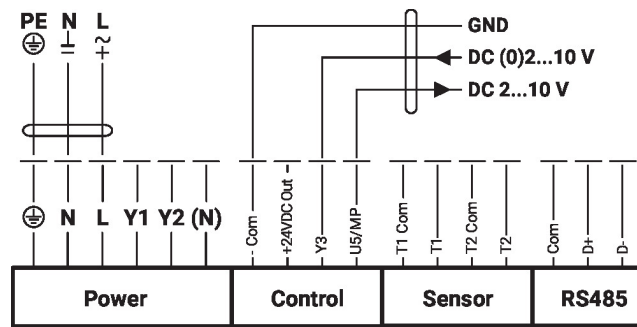 PE N L
GND
DC (0)2...10 V
DC 2...10 V
N L Y1 Y2 (N)
- Com
+24VDC Out
Y3
U5/MP
T1 Com
T1
T2 Com
T2
Com
D+
D-
Power
Control
Sensor
RS485